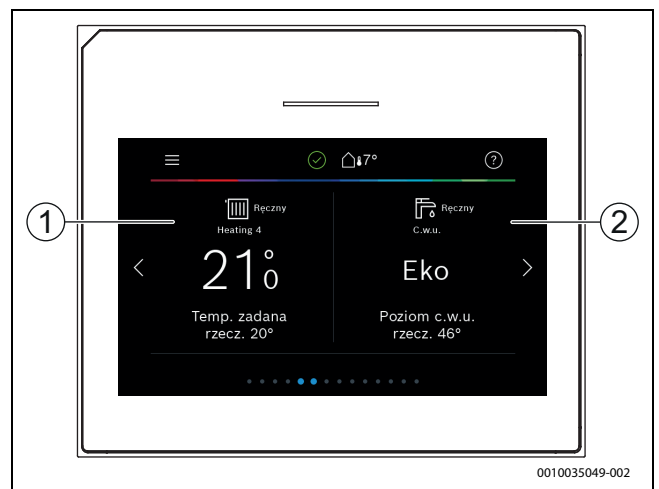 7°
?
Ręczny
Heating 4
21°0
Temp. zadana
rzecz. 20°
Ręczny
C.w.u.
Eko
Poziom c.w.u.
rzecz. 46°
1
2
0010035049-002